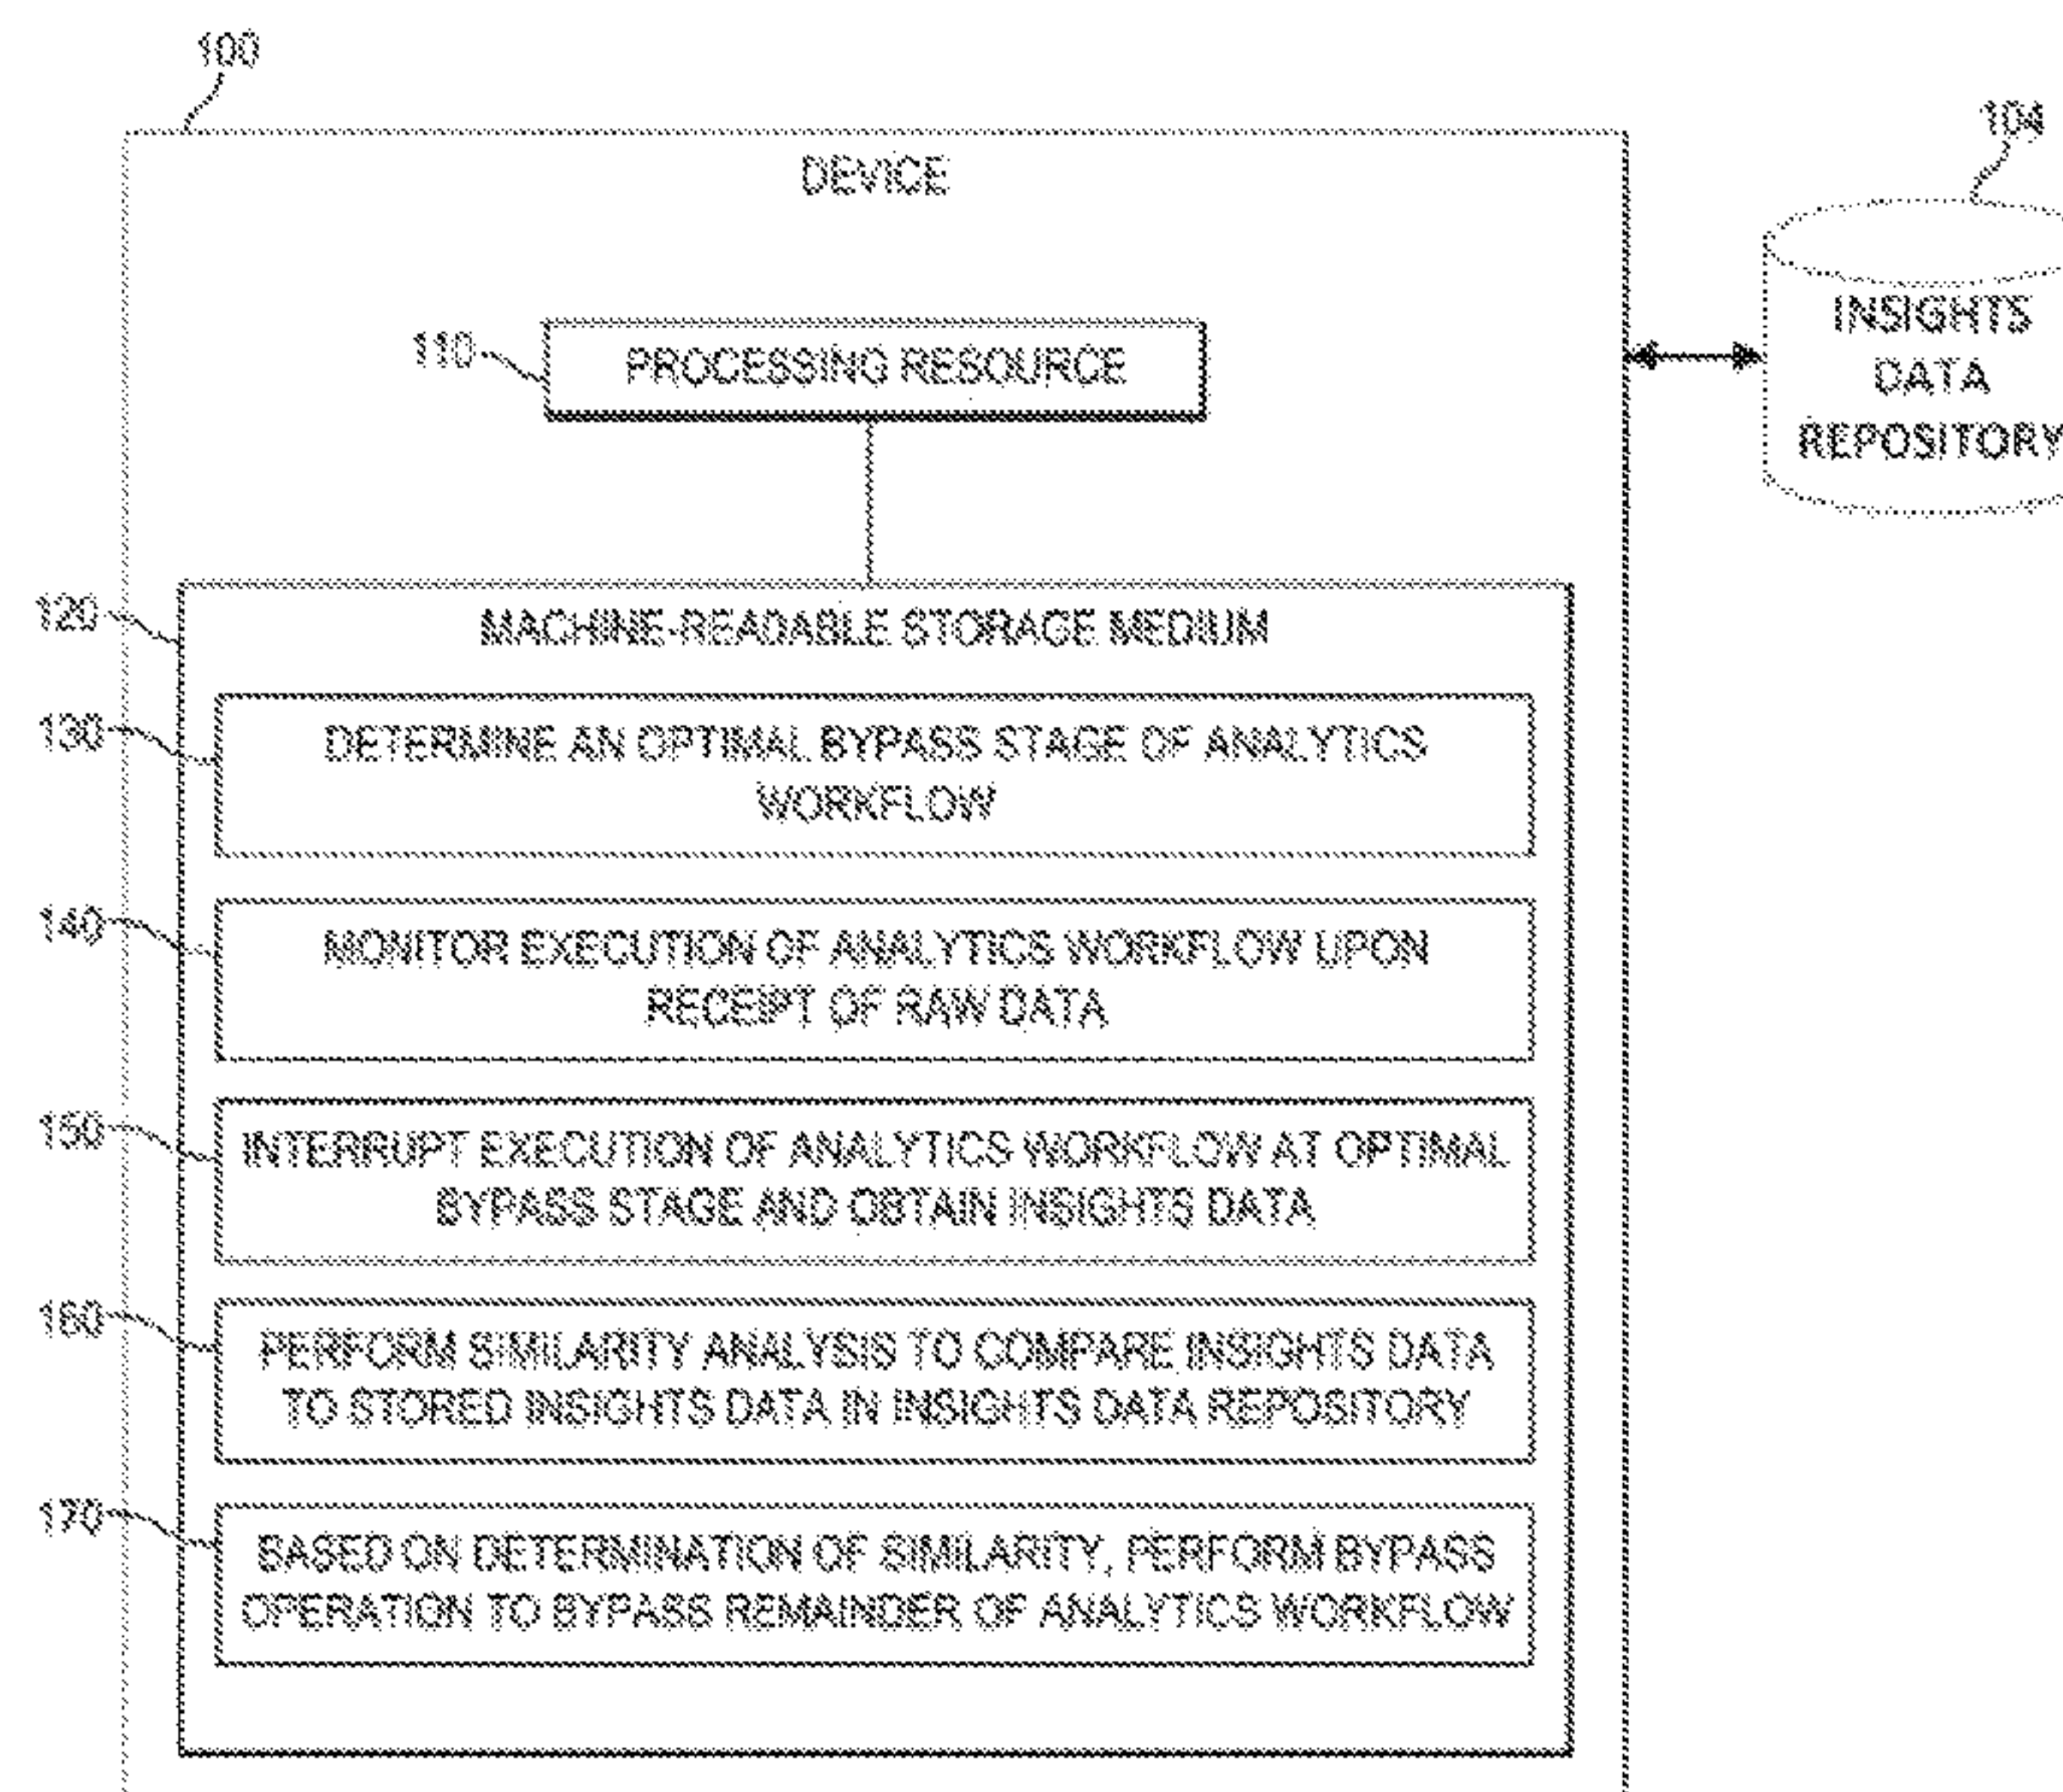 100
104
DEVICE
INSIGHTS
DATA
REPOSITORY
110
PROCESSING RESOURCE
120
MACHINE-READABLE STORAGE MEDIUM
130
DETERMINE AN OPTIMAL BYPASS STAGE OF ANALYTICS
WORKFLOW
140
MONITOR EXECUTION OF ANALYTICS WORKFLOW UPON
RECEIPT OF RAW DATA
150
INTERRUPT EXECUTION OF ANALYTICS WORKFLOW AT OPTIMAL
BYPASS STAGE AND OBTAIN INSIGHTS DATA
160
PERFORM SIMILARITY ANALYSIS TO COMPARE INSIGHTS DATA
TO STORED INSIGHTS DATA IN INSIGHTS DATA REPOSITORY
170
BASED ON DETERMINATION OF SIMILARITY, PERFORM BYPASS
OPERATION TO BYPASS REMAINDER OF ANALYTICS WORKFLOW